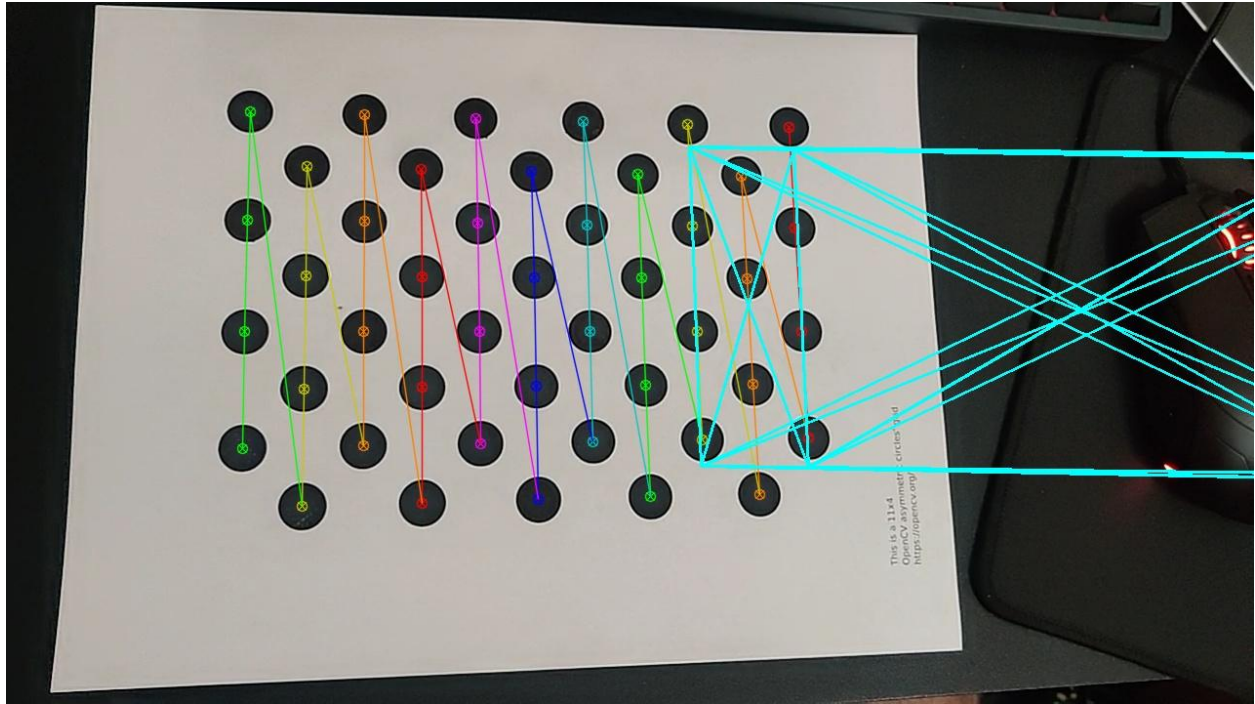 This is a 11x4
OpenCV asymmetric circles' grid
https://opencv.org/